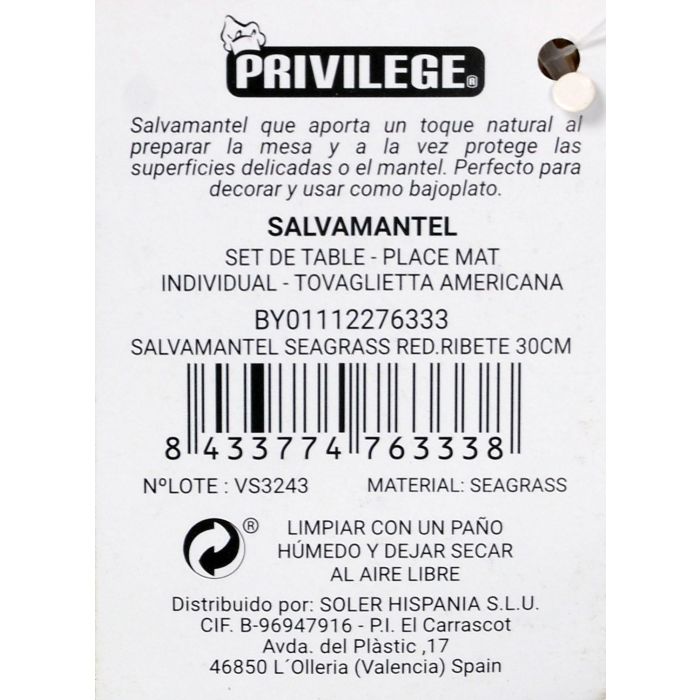 PRIVILEGE®
Salvamantel que aporta un toque natural al
preparar la mesa y a la vez protege las
superficies delicadas o el mantel. Perfecto para
decorar y usar como bajoplato.
SALVAMANTEL
SET DE TABLE - PLACE MAT
INDIVIDUAL - TOVAGLIETTA AMERICANA
BY01112276333
SALVAMANTEL SEAGRASS RED.RIBETE 30CM
8 433774 763338
NºLOTE : VS3243 MATERIAL: SEAGRASS
®
LIMPIAR CON UN PAÑO
HÚMEDO Y DEJAR SECAR
AL AIRE LIBRE
Distribuido por: SOLER HISPANIA S.L.U.
CIF. B-96947916 - P.I. El Carrascot
Avda. del Plàstic ,17
46850 L´Olleria (Valencia) Spain